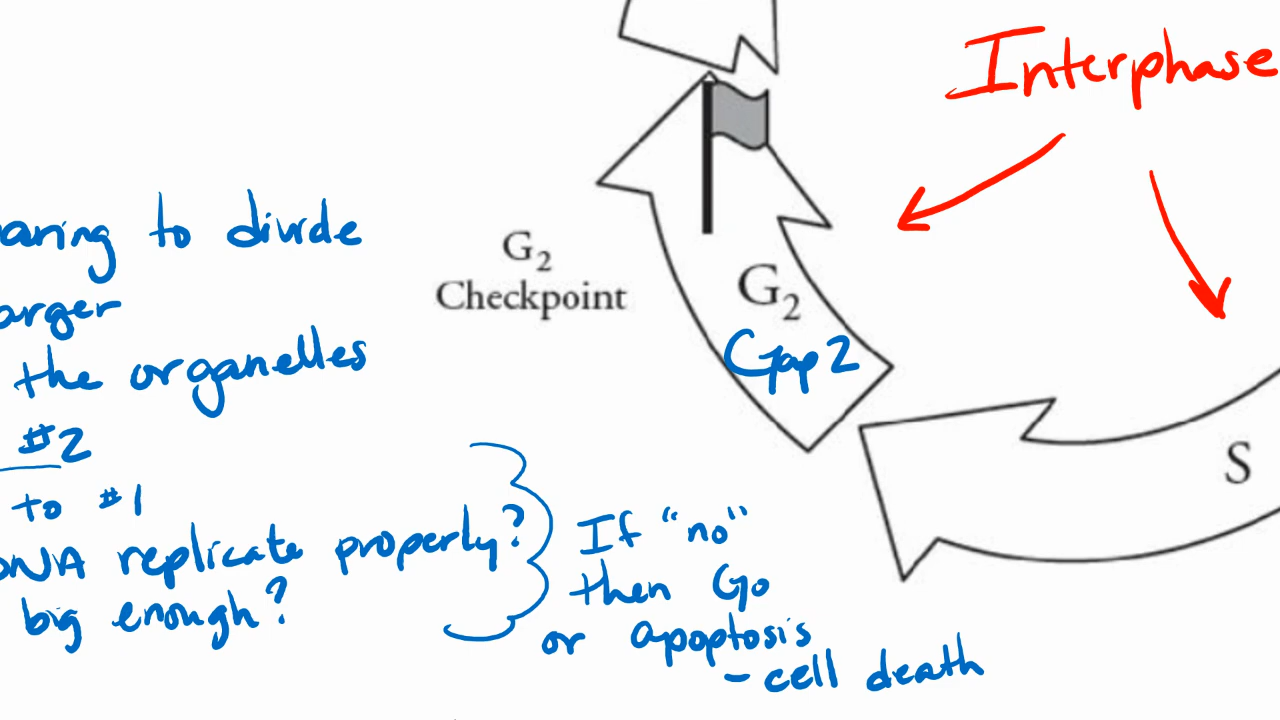 Interphase
aring to divide
arger
the organelles
#2
to #1
DNA replicate properly?
big enough?
If "no"
then Go
or apoptosis
- cell death
G₂
Checkpoint
G₂
Gap 2
S